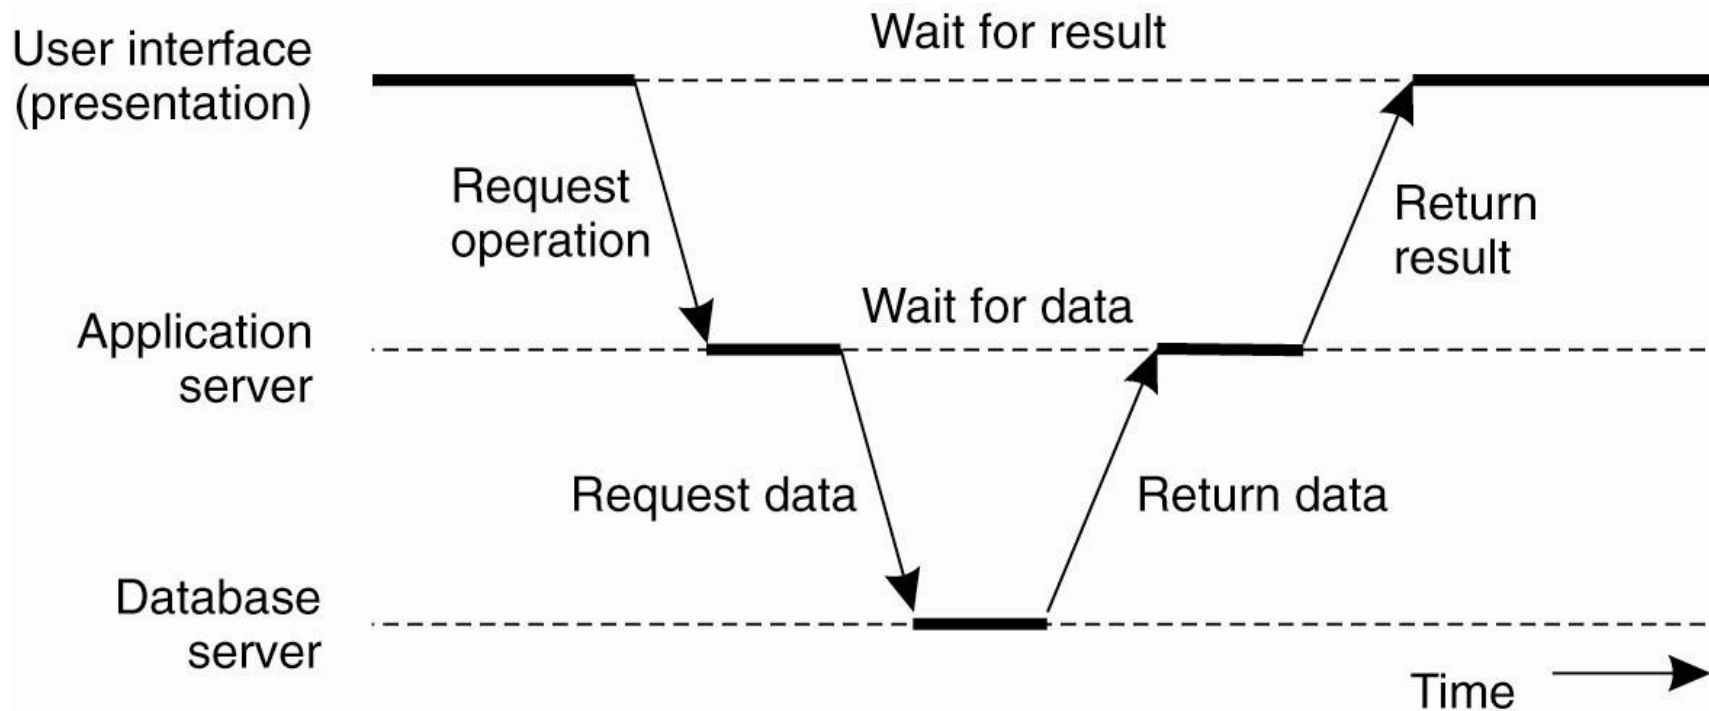 Wait for result
User interface
(presentation)
Request
operation
Return
result
Wait for data
Application
server
Request data
Return data
Database
server
Time